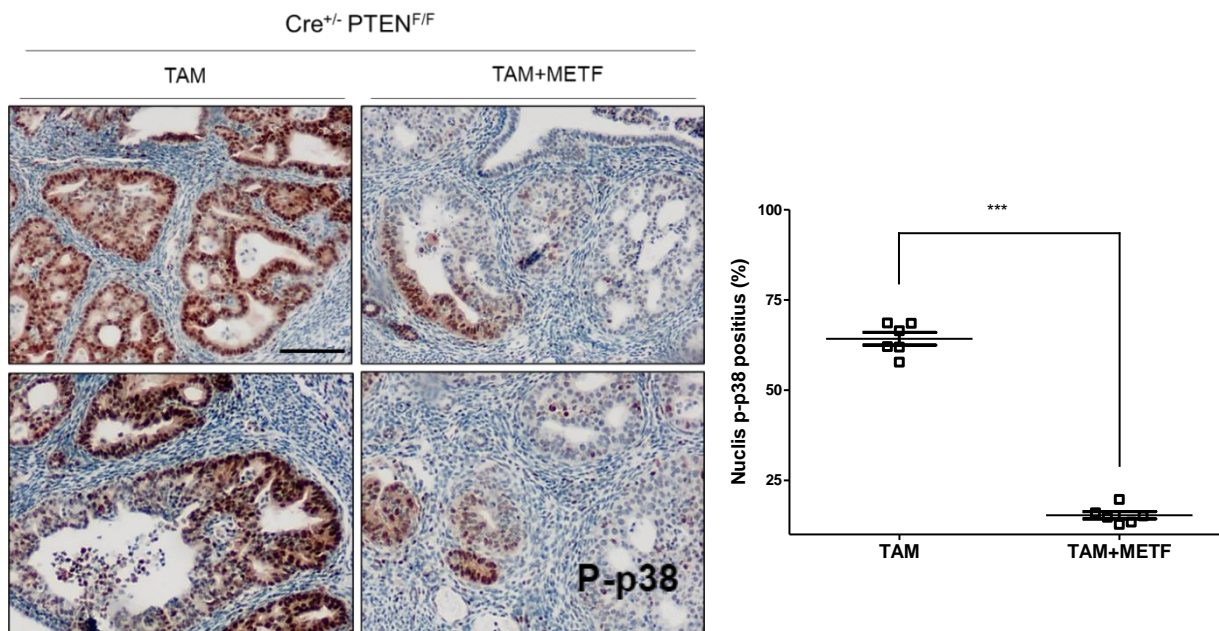 Cre+/- PTENF/F
TAM
TAM+METF
P-p38
Nuclis p-p38 positius (%)
100
75
50
25
***
TAM
TAM+METF